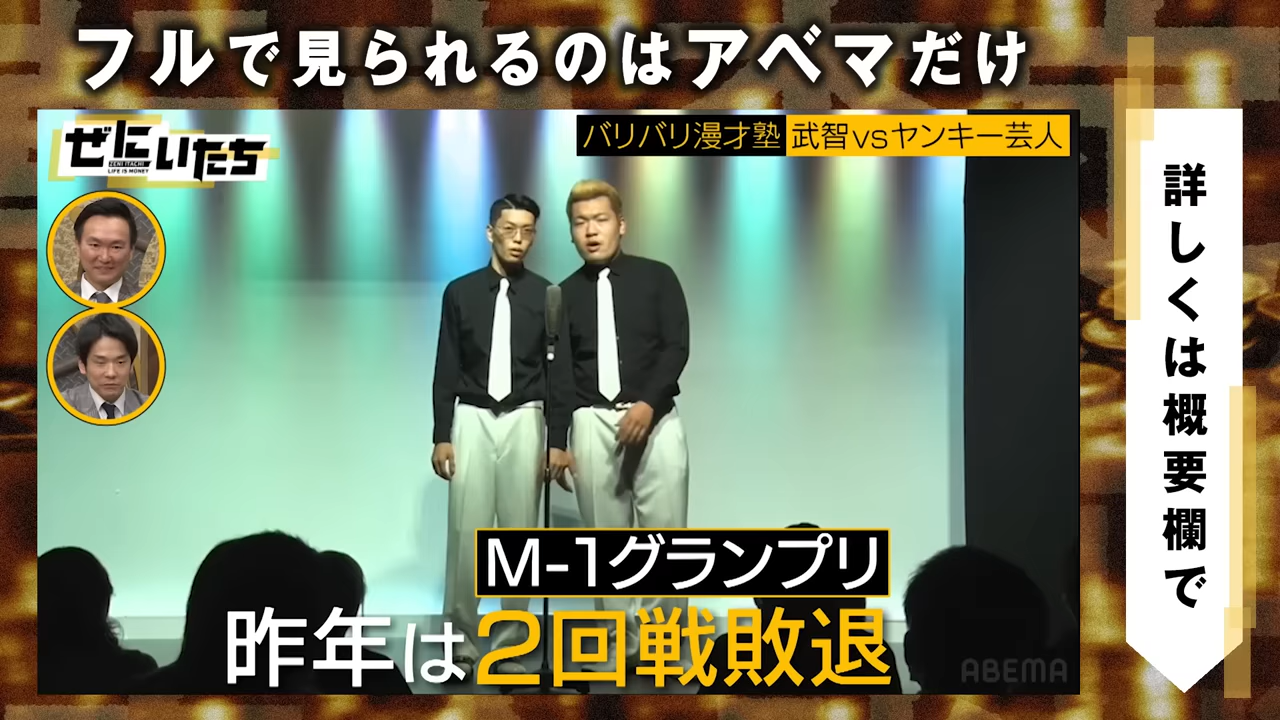 フルで見られるのはアベマだけ
ぜにいたち
ZENI ITACHI
LIFE IS MONEY
バリバリ漫才塾 武智vsヤンキー芸人
詳しくは概要欄で
M-1グランプリ
昨年は2回戦敗退
ABEMA